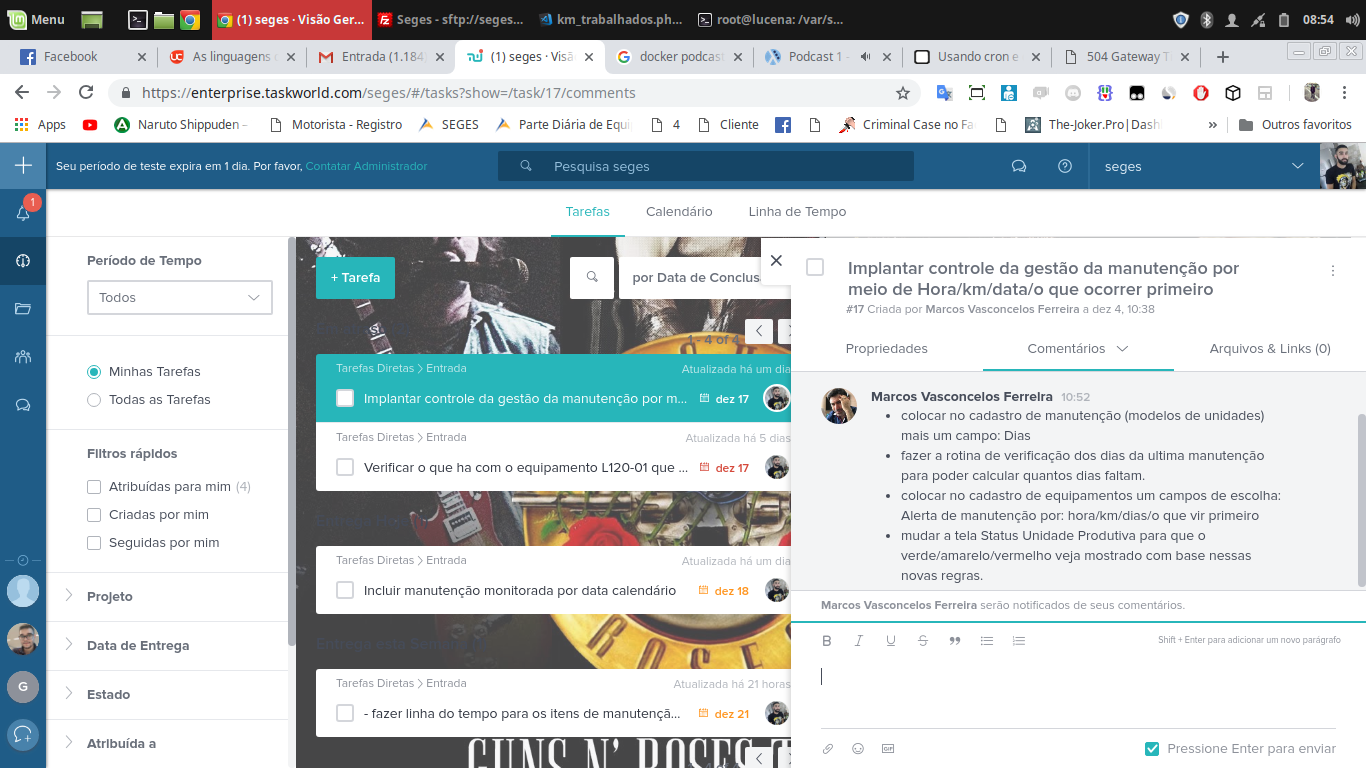 Menu
(1) seges · Visão Ger...
Seges - sftp://seges...
km_trabalhados.ph...
root@lucena: /var/s...
08:54
Facebook
As linguagens
Entrada (1.184
(1) seges · Visã
docker podcas
Podcast 1 -
Usando cron e
504 Gateway T
https://enterprise.taskworld.com/seges/#/tasks?show=/task/17/comments
Apps
Naruto Shippuden –
Motorista - Registro
SEGES
Parte Diária de Equi
4
Cliente
Criminal Case no Fa
The-Joker.Pro|Dash
»
Outros favoritos
Seu período de teste expira em 1 dia. Por favor, Contatar Administrador
Pesquisa seges
seges
1
Tarefas
Calendário
Linha de Tempo
Período de Tempo
Todos
Minhas Tarefas
Todas as Tarefas
Filtros rápidos
Atribuídas para mim (4)
Criadas por mim
Seguidas por mim
Projeto
Data de Entrega
Estado
Atribuída a
G
+ Tarefa
por Data de Conclus
1 - 4 of 4
Tarefas Diretas > Entrada
Atualizada há um dia
Implantar controle da gestão da manutenção por m...
dez 17
Tarefas Diretas > Entrada
Atualizada há 5 dias
Verificar o que ha com o equipamento L120-01 que ...
dez 17
Tarefas Diretas > Entrada
Atualizada há um dia
Incluir manutenção monitorada por data calendário
dez 18
Entrega esta Semana
Tarefas Diretas > Entrada
Atualizada há 21 horas
- fazer linha do tempo para os itens de manutençã...
dez 21
GUNS N' ROSES
Implantar controle da gestão da manutenção por
meio de Hora/km/data/o que ocorrer primeiro
#17 Criada por Marcos Vasconcelos Ferreira a dez 4, 10:38
Propriedades
Comentários
Arquivos & Links (0)
Marcos Vasconcelos Ferreira 10:52
• colocar no cadastro de manutenção (modelos de unidades)
mais um campo: Dias
• fazer a rotina de verificação dos dias da ultima manutenção
para poder calcular quantos dias faltam.
• colocar no cadastro de equipamentos um campos de escolha:
Alerta de manutenção por: hora/km/dias/o que vir primeiro
• mudar a tela Status Unidade Produtiva para que o
verde/amarelo/vermelho veja mostrado com base nessas
novas regras.
Marcos Vasconcelos Ferreira serão notificados de seus comentários.
B I U S
Shift + Enter para adicionar um novo parágrafo
GIF
Pressione Enter para enviar